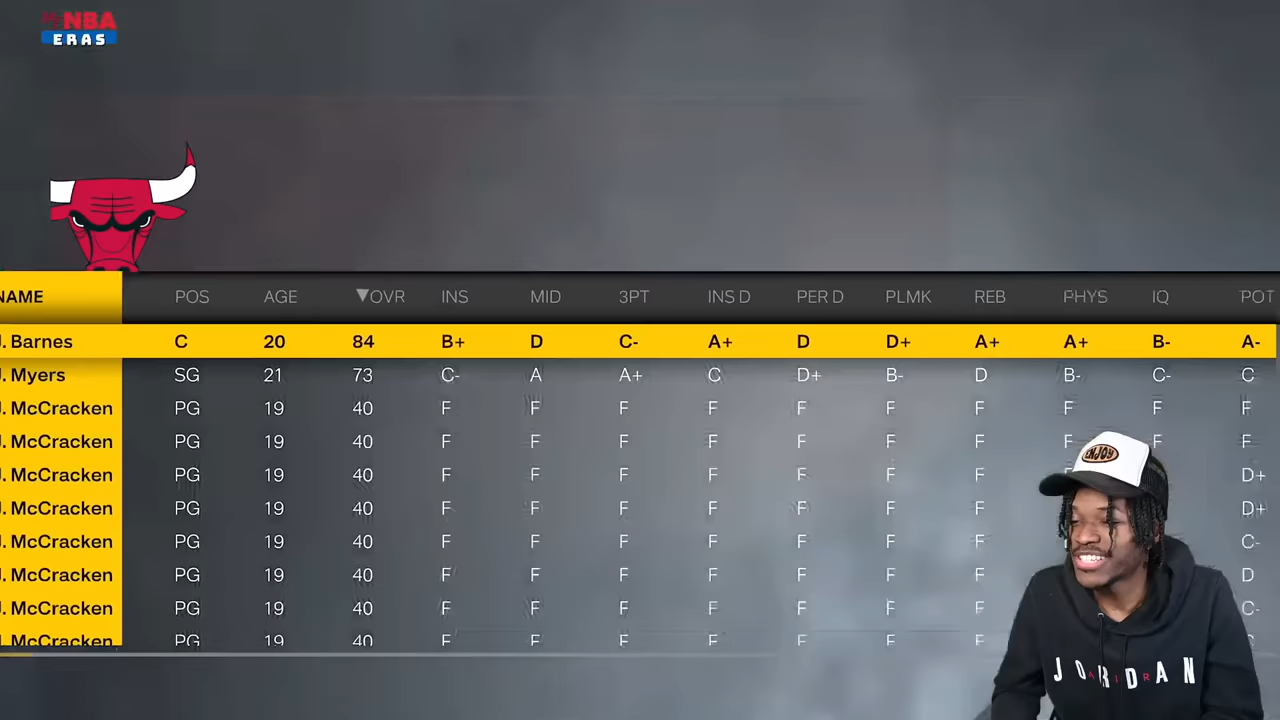 NBA
ERAS
NAME POS AGE ▼OVR INS MID 3PT INS D PER D PLMK REB PHYS IQ POT
J. Barnes C 20 84 B+ D C- A+ D D+ A+ A+ B- A-
J. Myers SG 21 73 C- A A+ C D+ B- D B- C- C
J. McCracken PG 19 40 F F F F F F F F F F
J. McCracken PG 19 40 F F F F F F F F F F
J. McCracken PG 19 40 F F F F F F F D+
J. McCracken PG 19 40 F F F F F F F D+
J. McCracken PG 19 40 F F F F F F F C-
J. McCracken PG 19 40 F F F F F F F D
J. McCracken PG 19 40 F F F F F F F C-
J. McCracken PG 19 40 F F F F F F F
ENJOY
JORDAN
AIR